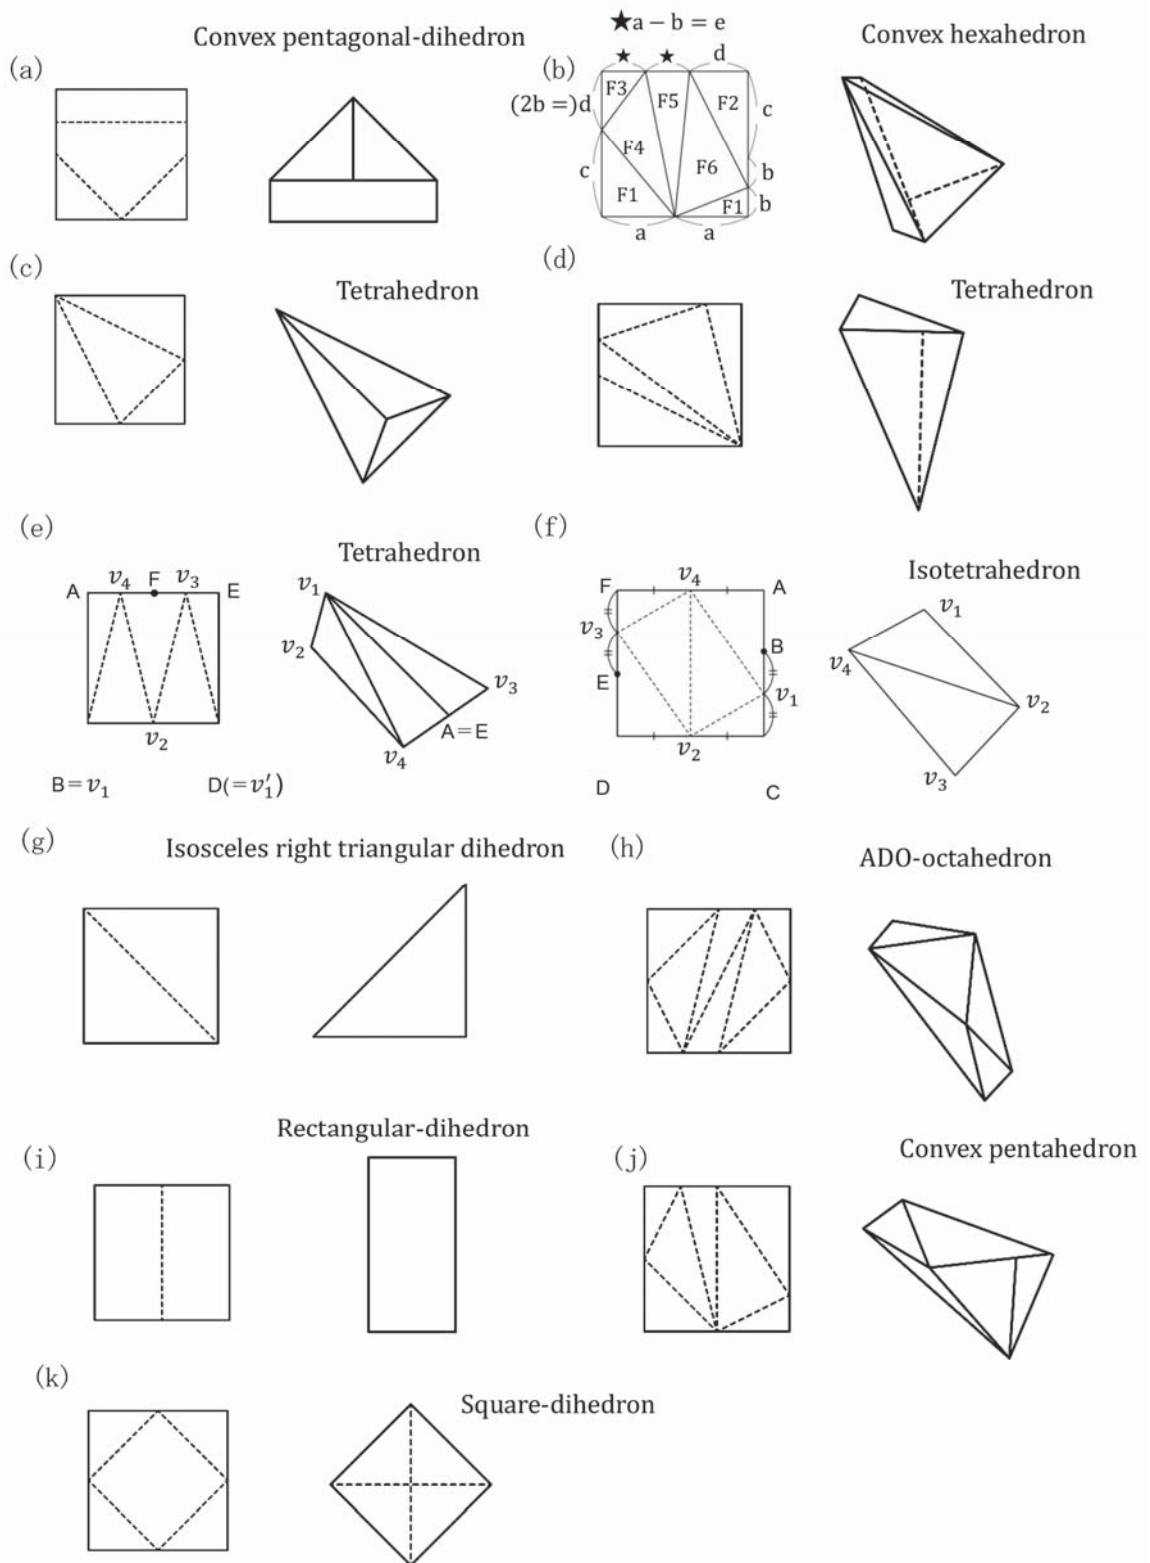 (a)
Convex pentagonal-dihedron
(b)
★a − b = e
★ ★ d
(2b =)d
c
F3
F5
F2
F4
F6
F1
F1
c
b
b
a a
Convex hexahedron
(c)
Tetrahedron
(d)
Tetrahedron
(e)
A v₄ F v₃ E
v₂
B=v₁ D(=v₁′)
Tetrahedron
v₁
v₂
v₃
A=E
v₄
(f)
F v₄ A
v₃
B
E
v₁
v₂
D C
Isotetrahedron
v₁
v₄
v₂
v₃
(g)
Isosceles right triangular dihedron
(h)
ADO-octahedron
(i)
Rectangular-dihedron
(j)
Convex pentahedron
(k)
Square-dihedron